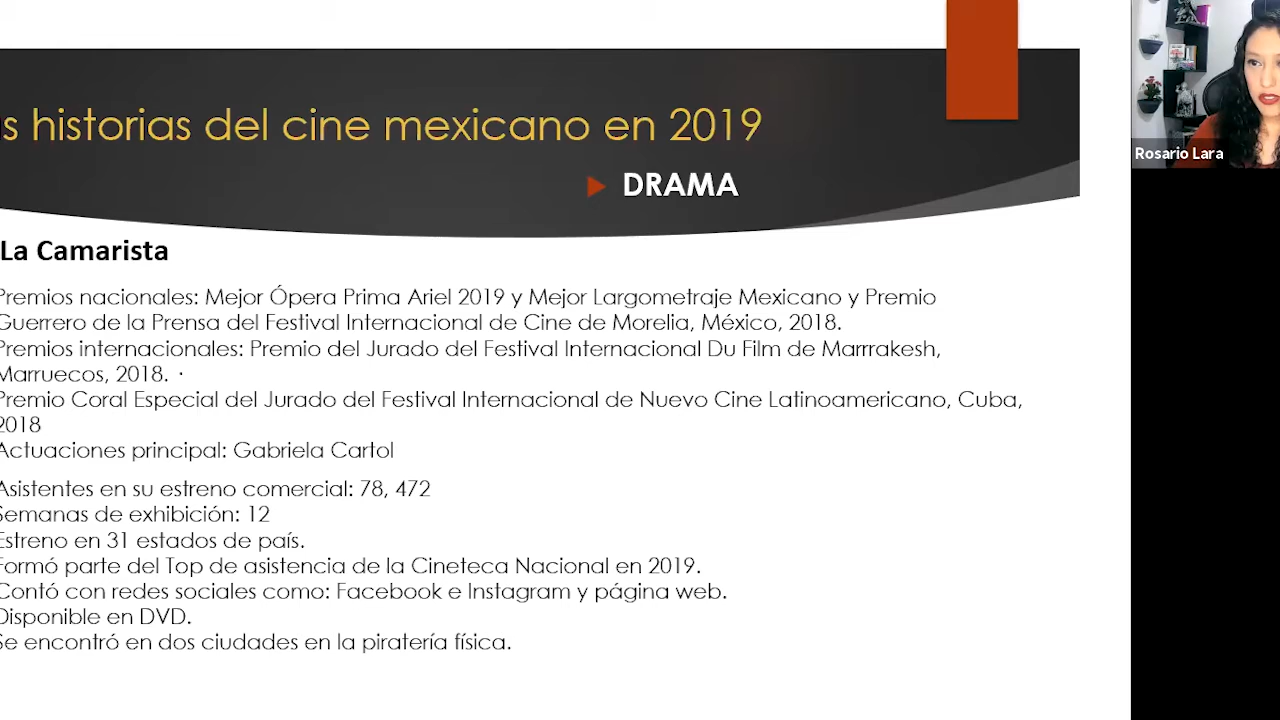 s historias del cine mexicano en 2019
DRAMA
La Camarista
Premios nacionales: Mejor Ópera Prima Ariel 2019 y Mejor Largometraje Mexicano y Premio
Guerrero de la Prensa del Festival Internacional de Cine de Morelia, México, 2018.
Premios internacionales: Premio del Jurado del Festival Internacional Du Film de Marrrakesh,
Marruecos, 2018. ·
Premio Coral Especial del Jurado del Festival Internacional de Nuevo Cine Latinoamericano, Cuba,
2018
Actuaciones principal: Gabriela Cartol
Asistentes en su estreno comercial: 78, 472
Semanas de exhibición: 12
Estreno en 31 estados de país.
Formó parte del Top de asistencia de la Cineteca Nacional en 2019.
Contó con redes sociales como: Facebook e Instagram y página web.
Disponible en DVD.
Se encontró en dos ciudades en la piratería física.
Rosario Lara